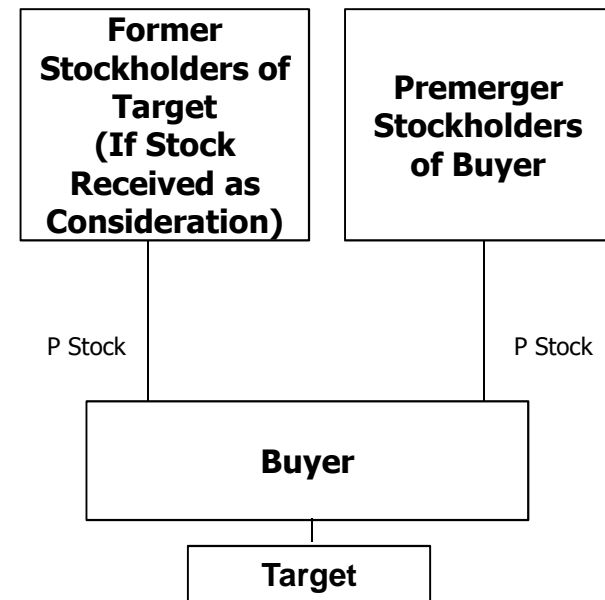 Former
Stockholders of
Target
(If Stock
Received as
Consideration)
Premerger
Stockholders
of Buyer
P Stock
P Stock
Buyer
Target